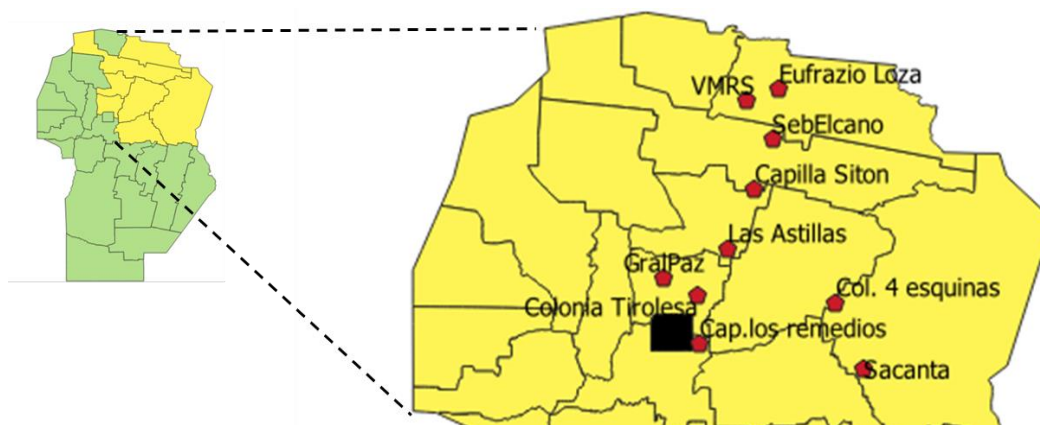 Eufrazio Loza
VMRS
SebElcano
Capilla Siton
Las Astillas
GralPaz
Col. 4 esquinas
Colonia Tirolesa
Cap.los remedios
Sacanta